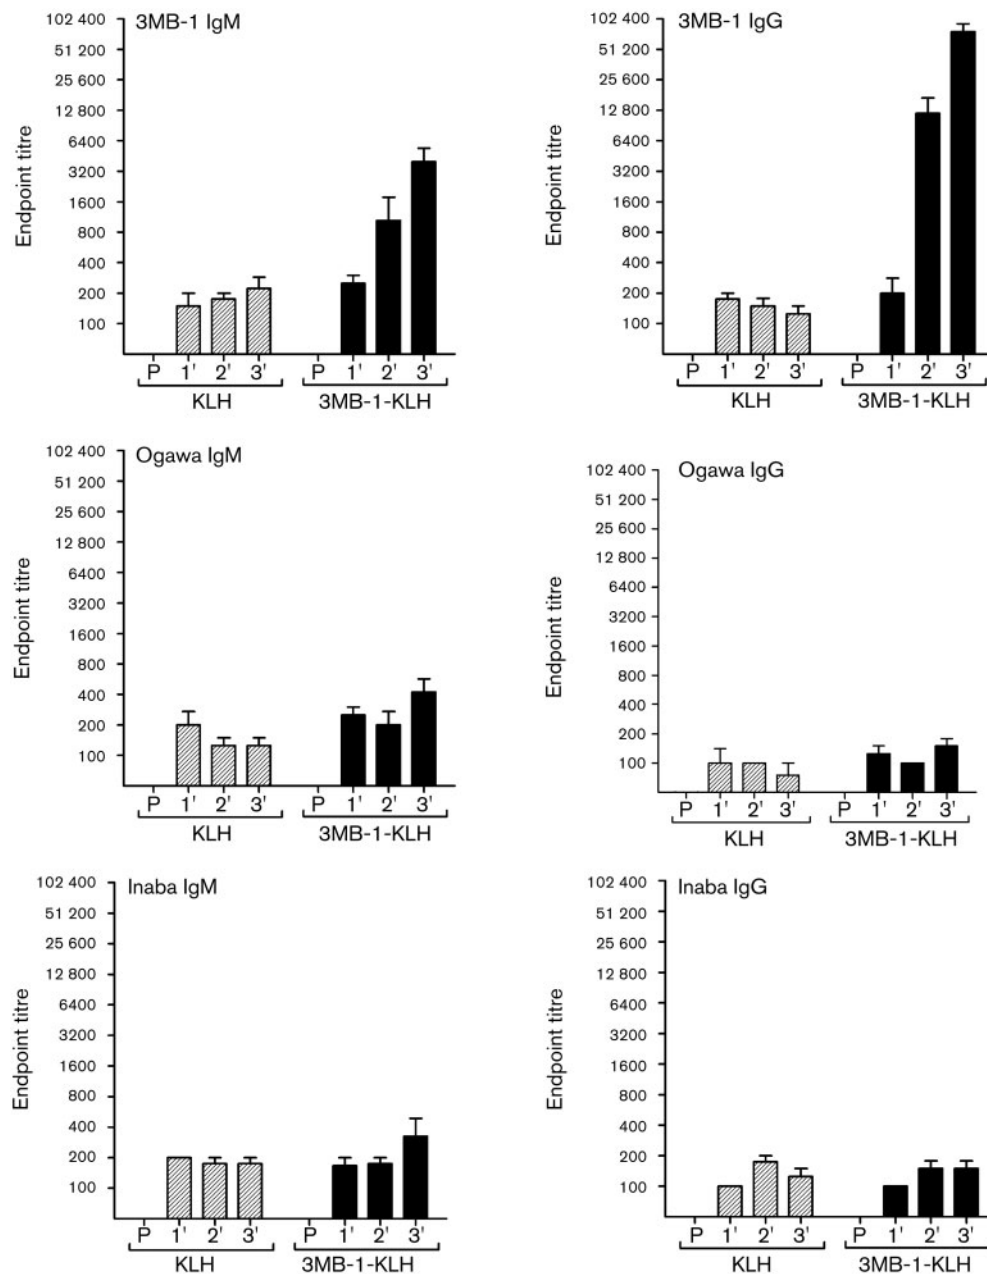 3MB-1 IgM
Endpoint titre
102 400
51 200
25 600
12 800
6400
3200
1600
800
400
200
100
P 1' 2' 3' P 1' 2' 3'
KLH 3MB-1-KLH
3MB-1 IgG
Endpoint titre
102 400
51 200
25 600
12 800
6400
3200
1600
800
400
200
100
P 1' 2' 3' P 1' 2' 3'
KLH 3MB-1-KLH
Ogawa IgM
Endpoint titre
102 400
51 200
25 600
12 800
6400
3200
1600
800
400
200
100
P 1' 2' 3' P 1' 2' 3'
KLH 3MB-1-KLH
Ogawa IgG
Endpoint titre
102 400
51 200
25 600
12 800
6400
3200
1600
800
400
200
100
P 1' 2' 3' P 1' 2' 3'
KLH 3MB-1-KLH
Inaba IgM
Endpoint titre
102 400
51 200
25 600
12 800
6400
3200
1600
800
400
200
100
P 1' 2' 3' P 1' 2' 3'
KLH 3MB-1-KLH
Inaba IgG
Endpoint titre
102 400
51 200
25 600
12 800
6400
3200
1600
800
400
200
100
P 1' 2' 3' P 1' 2' 3'
KLH 3MB-1-KLH